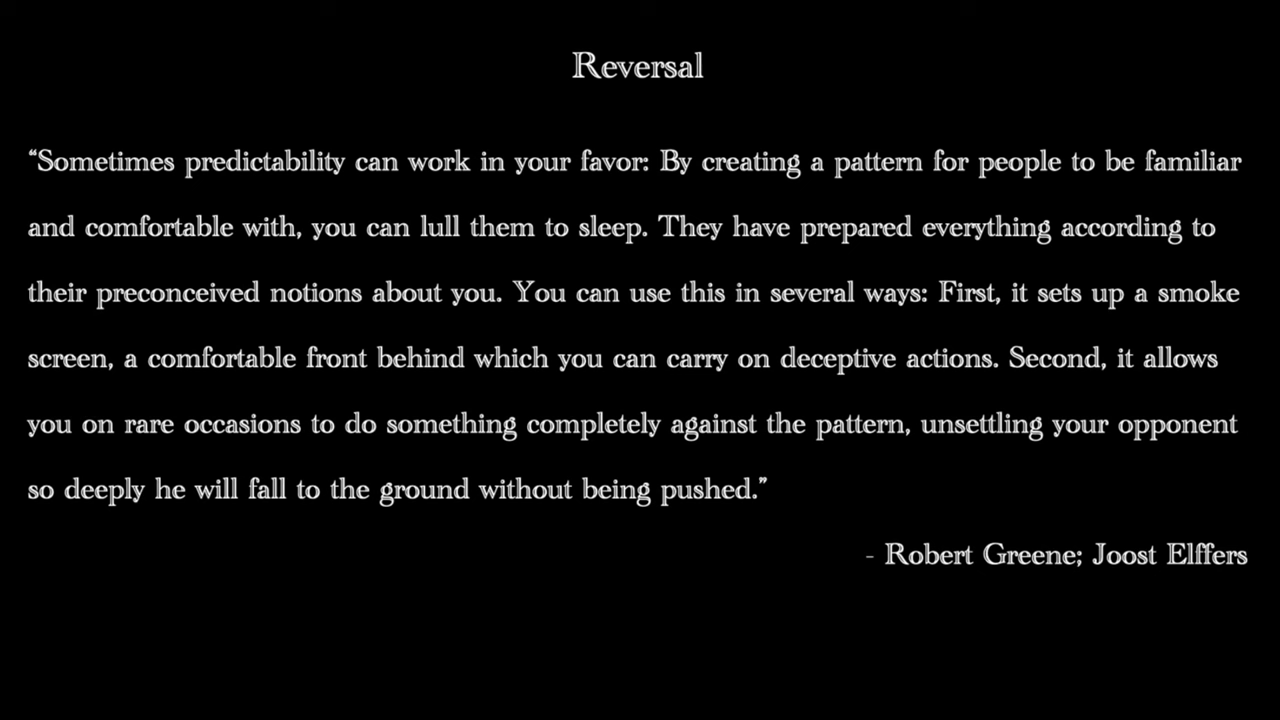 Reversal
“Sometimes predictability can work in your favor: By creating a pattern for people to be familiar
and comfortable with, you can lull them to sleep. They have prepared everything according to
their preconceived notions about you. You can use this in several ways: First, it sets up a smoke
screen, a comfortable front behind which you can carry on deceptive actions. Second, it allows
you on rare occasions to do something completely against the pattern, unsettling your opponent
so deeply he will fall to the ground without being pushed.”
- Robert Greene; Joost Elffers